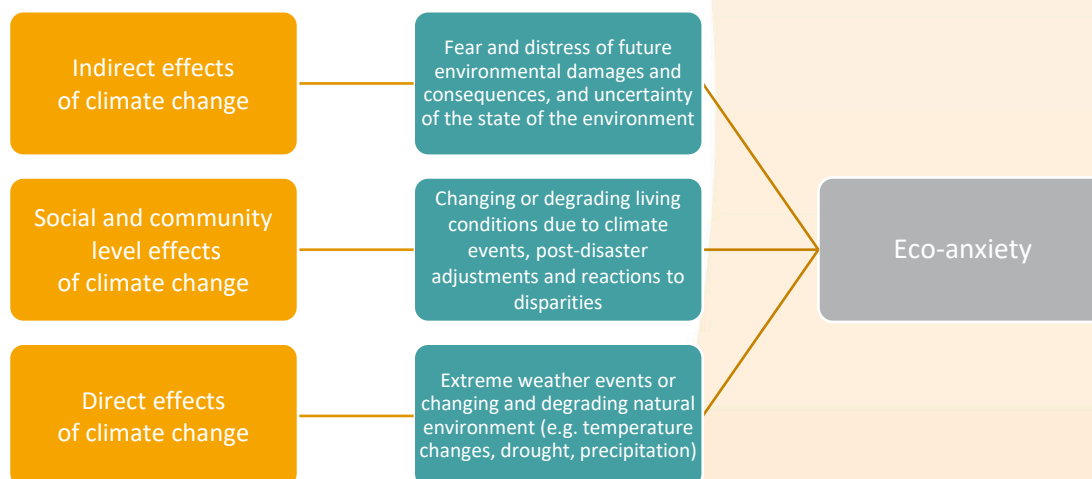 Indirect effects
of climate change
Fear and distress of future
environmental damages and
consequences, and uncertainty
of the state of the environment
Social and community
level effects
of climate change
Changing or degrading living
conditions due to climate
events, post-disaster
adjustments and reactions to
disparities
Eco-anxiety
Direct effects
of climate change
Extreme weather events or
changing and degrading natural
environment (e.g. temperature
changes, drought, precipitation)